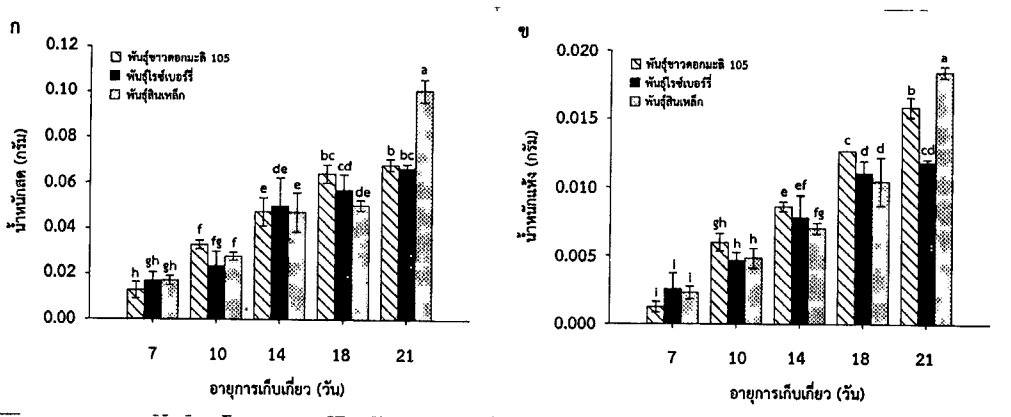 ก
0.12
0.10
0.08
0.06
0.04
0.02
0.00
น้ำหนักสด (กรัม)
พันธุ์ขาวดอกมะลิ 105
พันธุ์ไรซ์เบอร์รี่
พันธุ์สินเหล็ก
h gh gh
f fg f
e de e
bc cd de
b bc a
7 10 14 18 21
อายุการเก็บเกี่ยว (วัน)
ข
0.020
0.015
0.010
0.005
0.000
น้ำหนักแห้ง (กรัม)
พันธุ์ขาวดอกมะลิ 105
พันธุ์ไรซ์เบอร์รี่
พันธุ์สินเหล็ก
i i i
gh h h
e ef fg
c d d
b cd a
7 10 14 18 21
อายุการเก็บเกี่ยว (วัน)